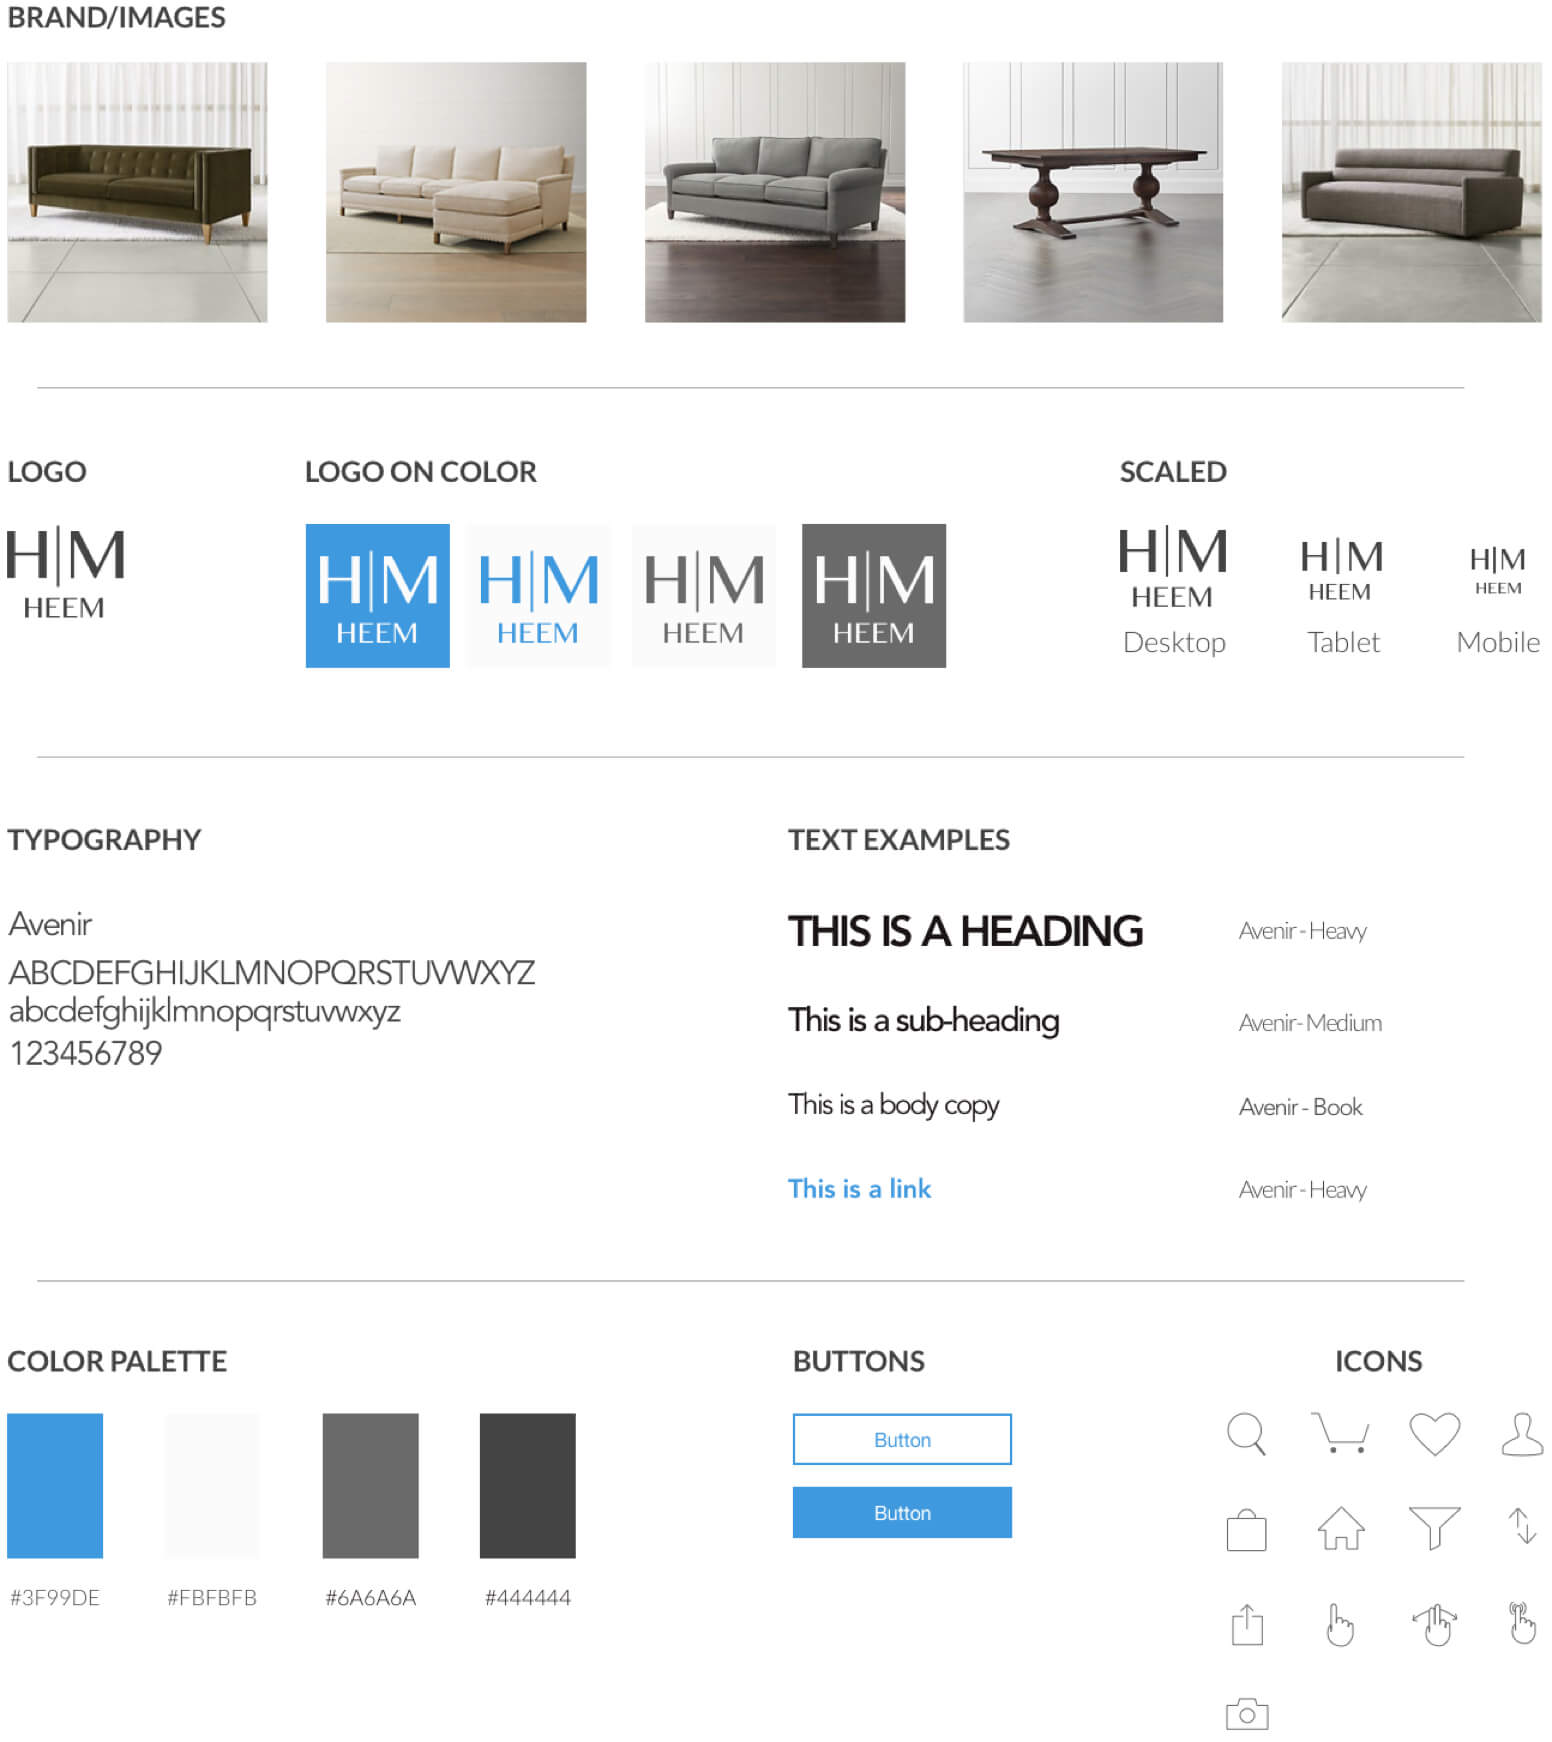 BRAND/IMAGES
LOGO
LOGO ON COLOR
SCALED
H|M
HEEM
H|M
HEEM
H|M
HEEM
H|M
HEEM
H|M
HEEM
H|M
HEEM
Desktop
H|M
HEEM
Tablet
H|M
HEEM
Mobile
TYPOGRAPHY
Avenir
ABCDEFGHIJKLMNOPQRSTUVWXYZ
abcdefghijklmnopqrstuvwxyz
123456789
TEXT EXAMPLES
THIS IS A HEADING
Avenir - Heavy
This is a sub-heading
Avenir- Medium
This is a body copy
Avenir - Book
This is a link
Avenir - Heavy
COLOR PALETTE
#3F99DE
#FBFBFB
#6A6A6A
#444444
BUTTONS
Button
Button
ICONS